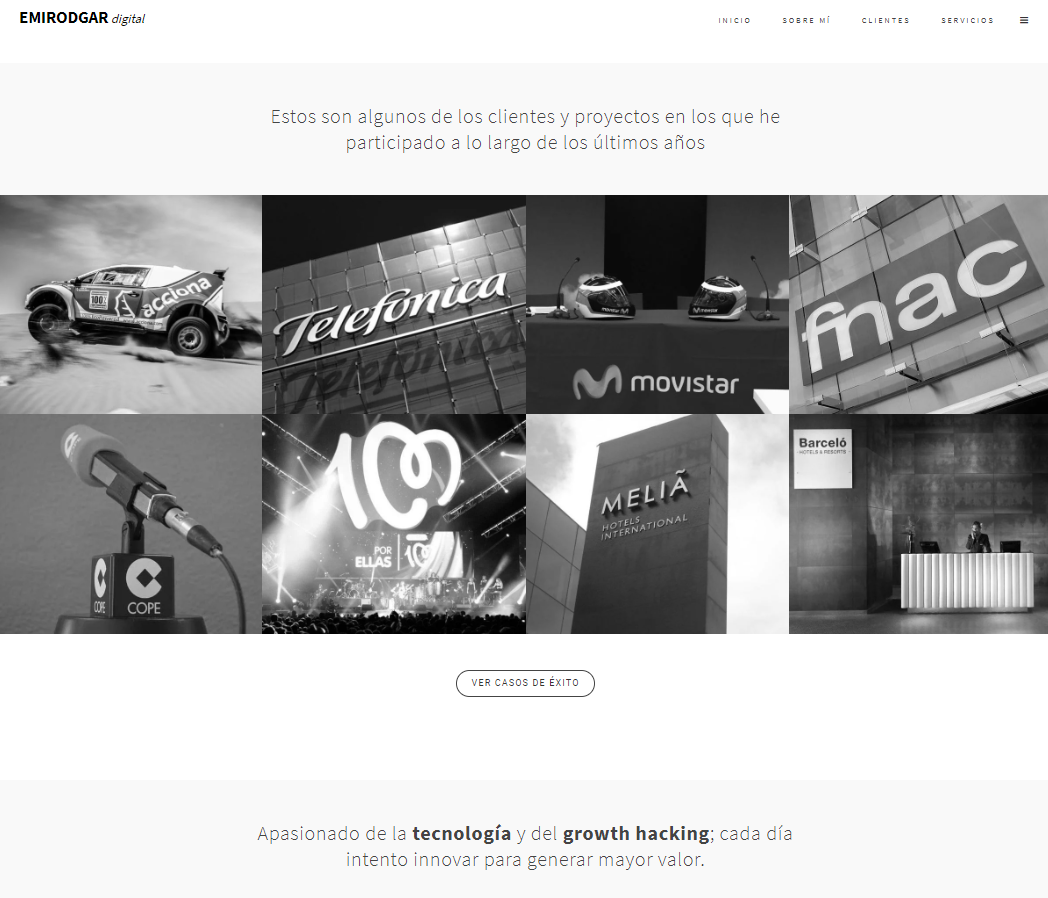 EMIRODGAR digital
INICIO
SOBRE MÍ
CLIENTES
SERVICIOS
Estos son algunos de los clientes y proyectos en los que he
participado a lo largo de los últimos años
100%
acciona
Telefónica
movistar
fnac
COPE
COPE
100
POR
ELLAS
100
MELIÃ
HOTELS
INTERNATIONAL
Barceló
HOTELS & RESORTS
VER CASOS DE ÉXITO
Apasionado de la tecnología y del growth hacking; cada día
intento innovar para generar mayor valor.